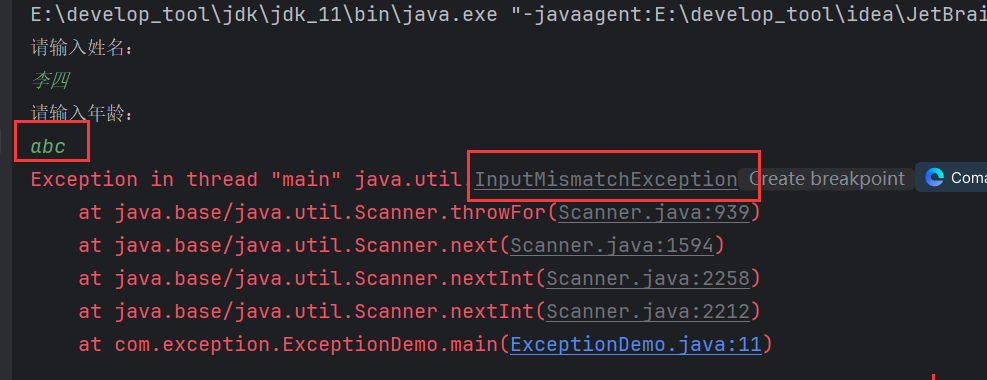 E:\develop_tool\jdk\jdk_11\bin\java.exe "-javaagent:E:\develop_tool\idea\JetBrai
请输入姓名：
李四
请输入年龄：
abc
Exception in thread "main" java.util.InputMismatchException Create breakpoint Coma
at java.base/java.util.Scanner.throwFor(Scanner.java:939)
at java.base/java.util.Scanner.next(Scanner.java:1594)
at java.base/java.util.Scanner.nextInt(Scanner.java:2258)
at java.base/java.util.Scanner.nextInt(Scanner.java:2212)
at com.exception.ExceptionDemo.main(ExceptionDemo.java:11)